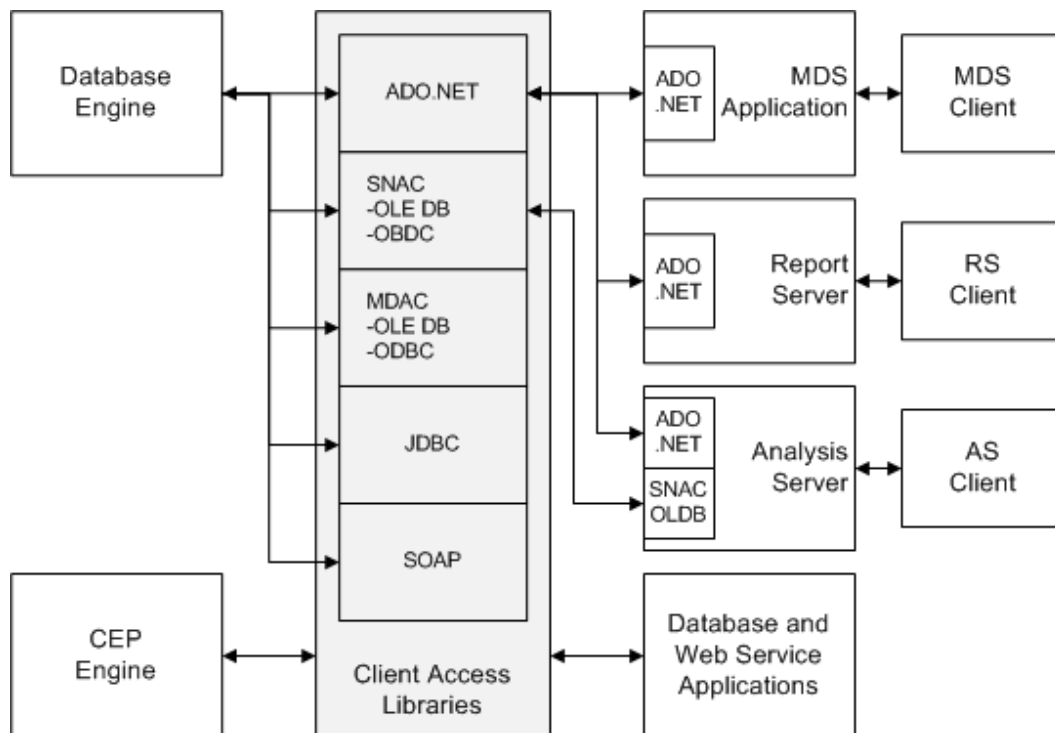 Database
Engine
ADO.NET
SNAC
-OLE DB
-OBDC
MDAC
-OLE DB
-ODBC
JDBC
SOAP
Client Access
Libraries
CEP
Engine
ADO
.NET
MDS
Application
MDS
Client
ADO
.NET
Report
Server
RS
Client
ADO
.NET
SNAC
OLDB
Analysis
Server
AS
Client
Database and
Web Service
Applications